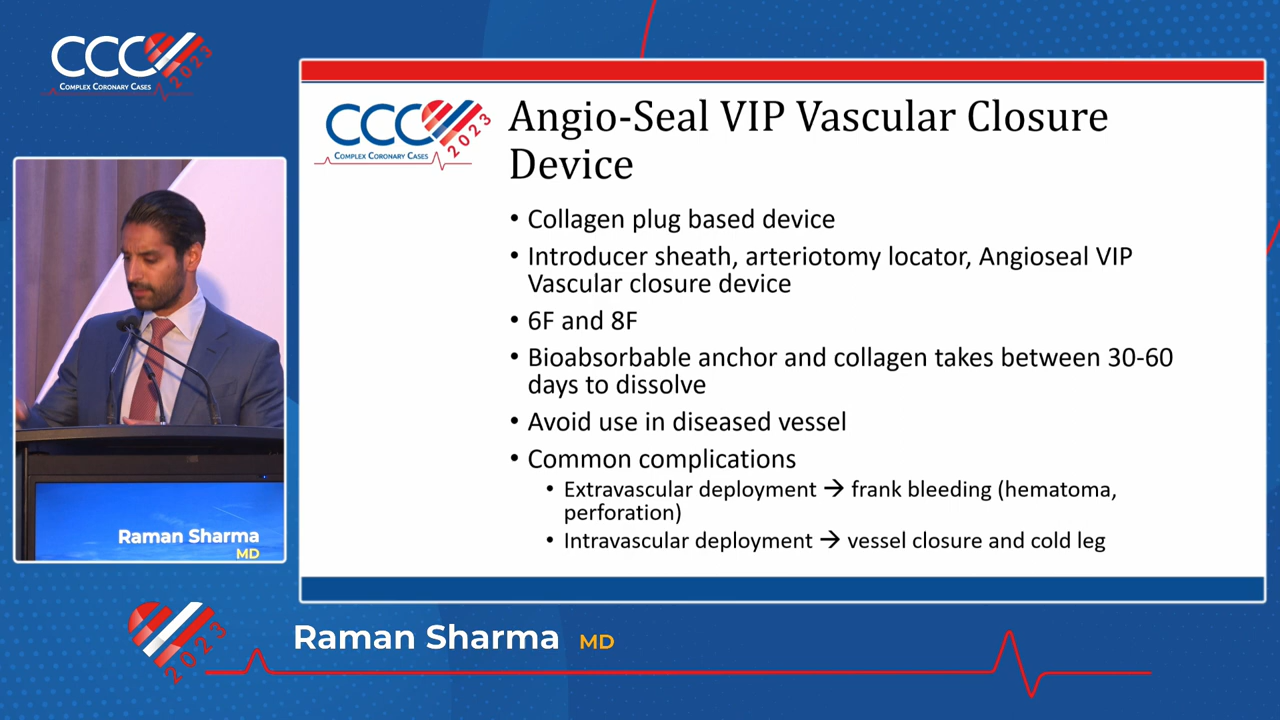 CCC
COMPLEX CORONARY CASES
2023
CCC
COMPLEX CORONARY CASES
2023
Angio-Seal VIP Vascular Closure
Device
• Collagen plug based device
• Introducer sheath, arteriotomy locator, Angioseal VIP
Vascular closure device
• 6F and 8F
• Bioabsorbable anchor and collagen takes between 30-60
days to dissolve
• Avoid use in diseased vessel
• Common complications
• Extravascular deployment → frank bleeding (hematoma,
perforation)
• Intravascular deployment → vessel closure and cold leg
Raman Sharma
MD
2023
Raman Sharma MD